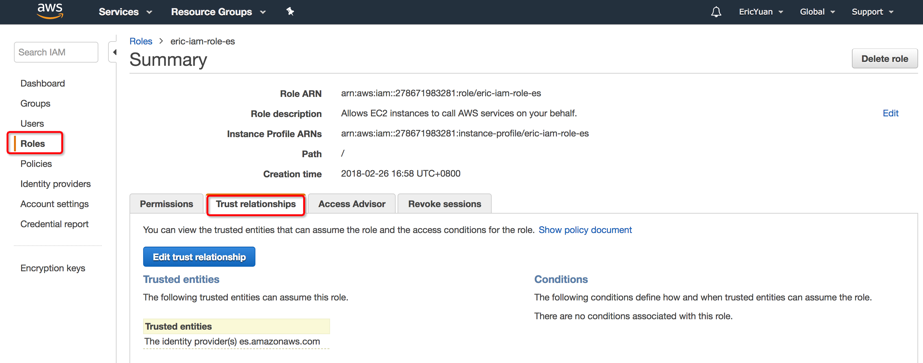 aws
Services
Resource Groups
EricYuan
Global
Support
Search IAM
Dashboard
Groups
Users
Roles
Policies
Identity providers
Account settings
Credential report
Encryption keys
Roles > eric-iam-role-es
Summary
Delete role
Role ARN arn:aws:iam::278671983281:role/eric-iam-role-es
Role description Allows EC2 instances to call AWS services on your behalf. Edit
Instance Profile ARNs arn:aws:iam::278671983281:instance-profile/eric-iam-role-es
Path /
Creation time 2018-02-26 16:58 UTC+0800
Permissions Trust relationships Access Advisor Revoke sessions
You can view the trusted entities that can assume the role and the access conditions for the role. Show policy document
Edit trust relationship
Trusted entities
The following trusted entities can assume this role.
Trusted entities
The identity provider(s) es.amazonaws.com
Conditions
The following conditions define how and when trusted entities can assume the role.
There are no conditions associated with this role.